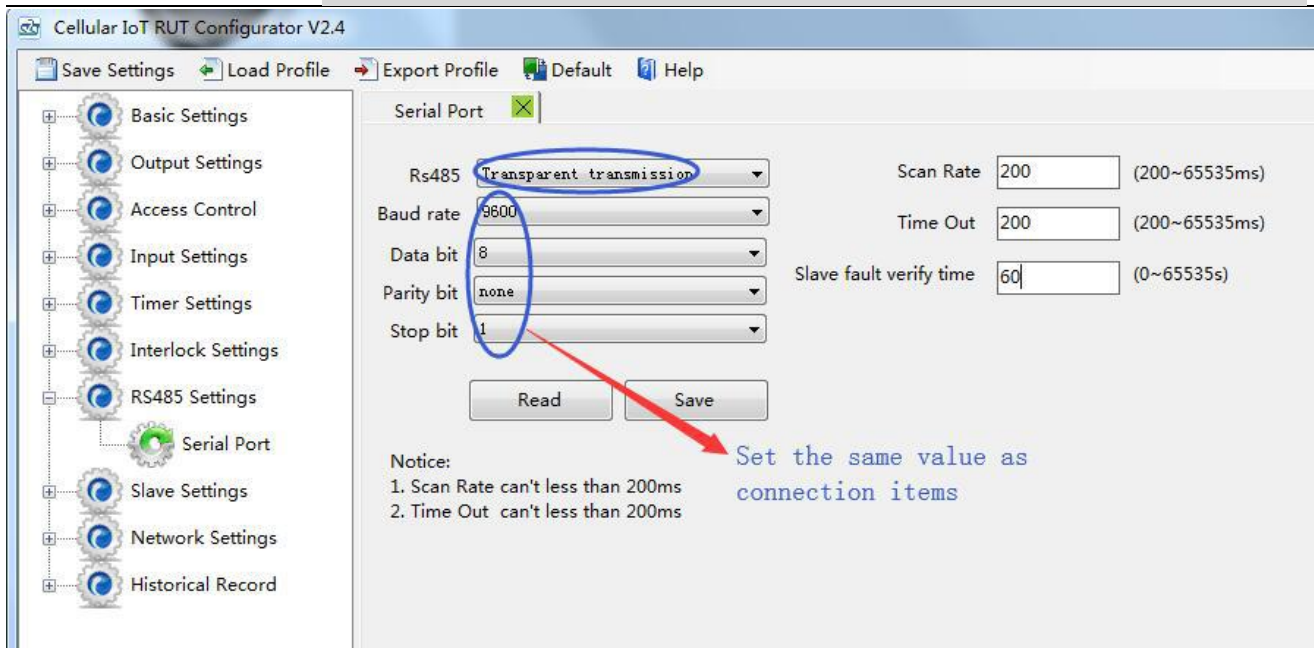 Cellular IoT RUT Configurator V2.4
Save Settings Load Profile Export Profile Default Help
Basic Settings
Output Settings
Access Control
Input Settings
Timer Settings
Interlock Settings
RS485 Settings
Serial Port
Slave Settings
Network Settings
Historical Record
Serial Port
Rs485 Transparent transmission
Baud rate 9600
Data bit 8
Parity bit none
Stop bit 1
Scan Rate 200 (200~65535ms)
Time Out 200 (200~65535ms)
Slave fault verify time 60 (0~65535s)
Read Save
Notice:
1. Scan Rate can't less than 200ms
2. Time Out can't less than 200ms
Set the same value as
connection items